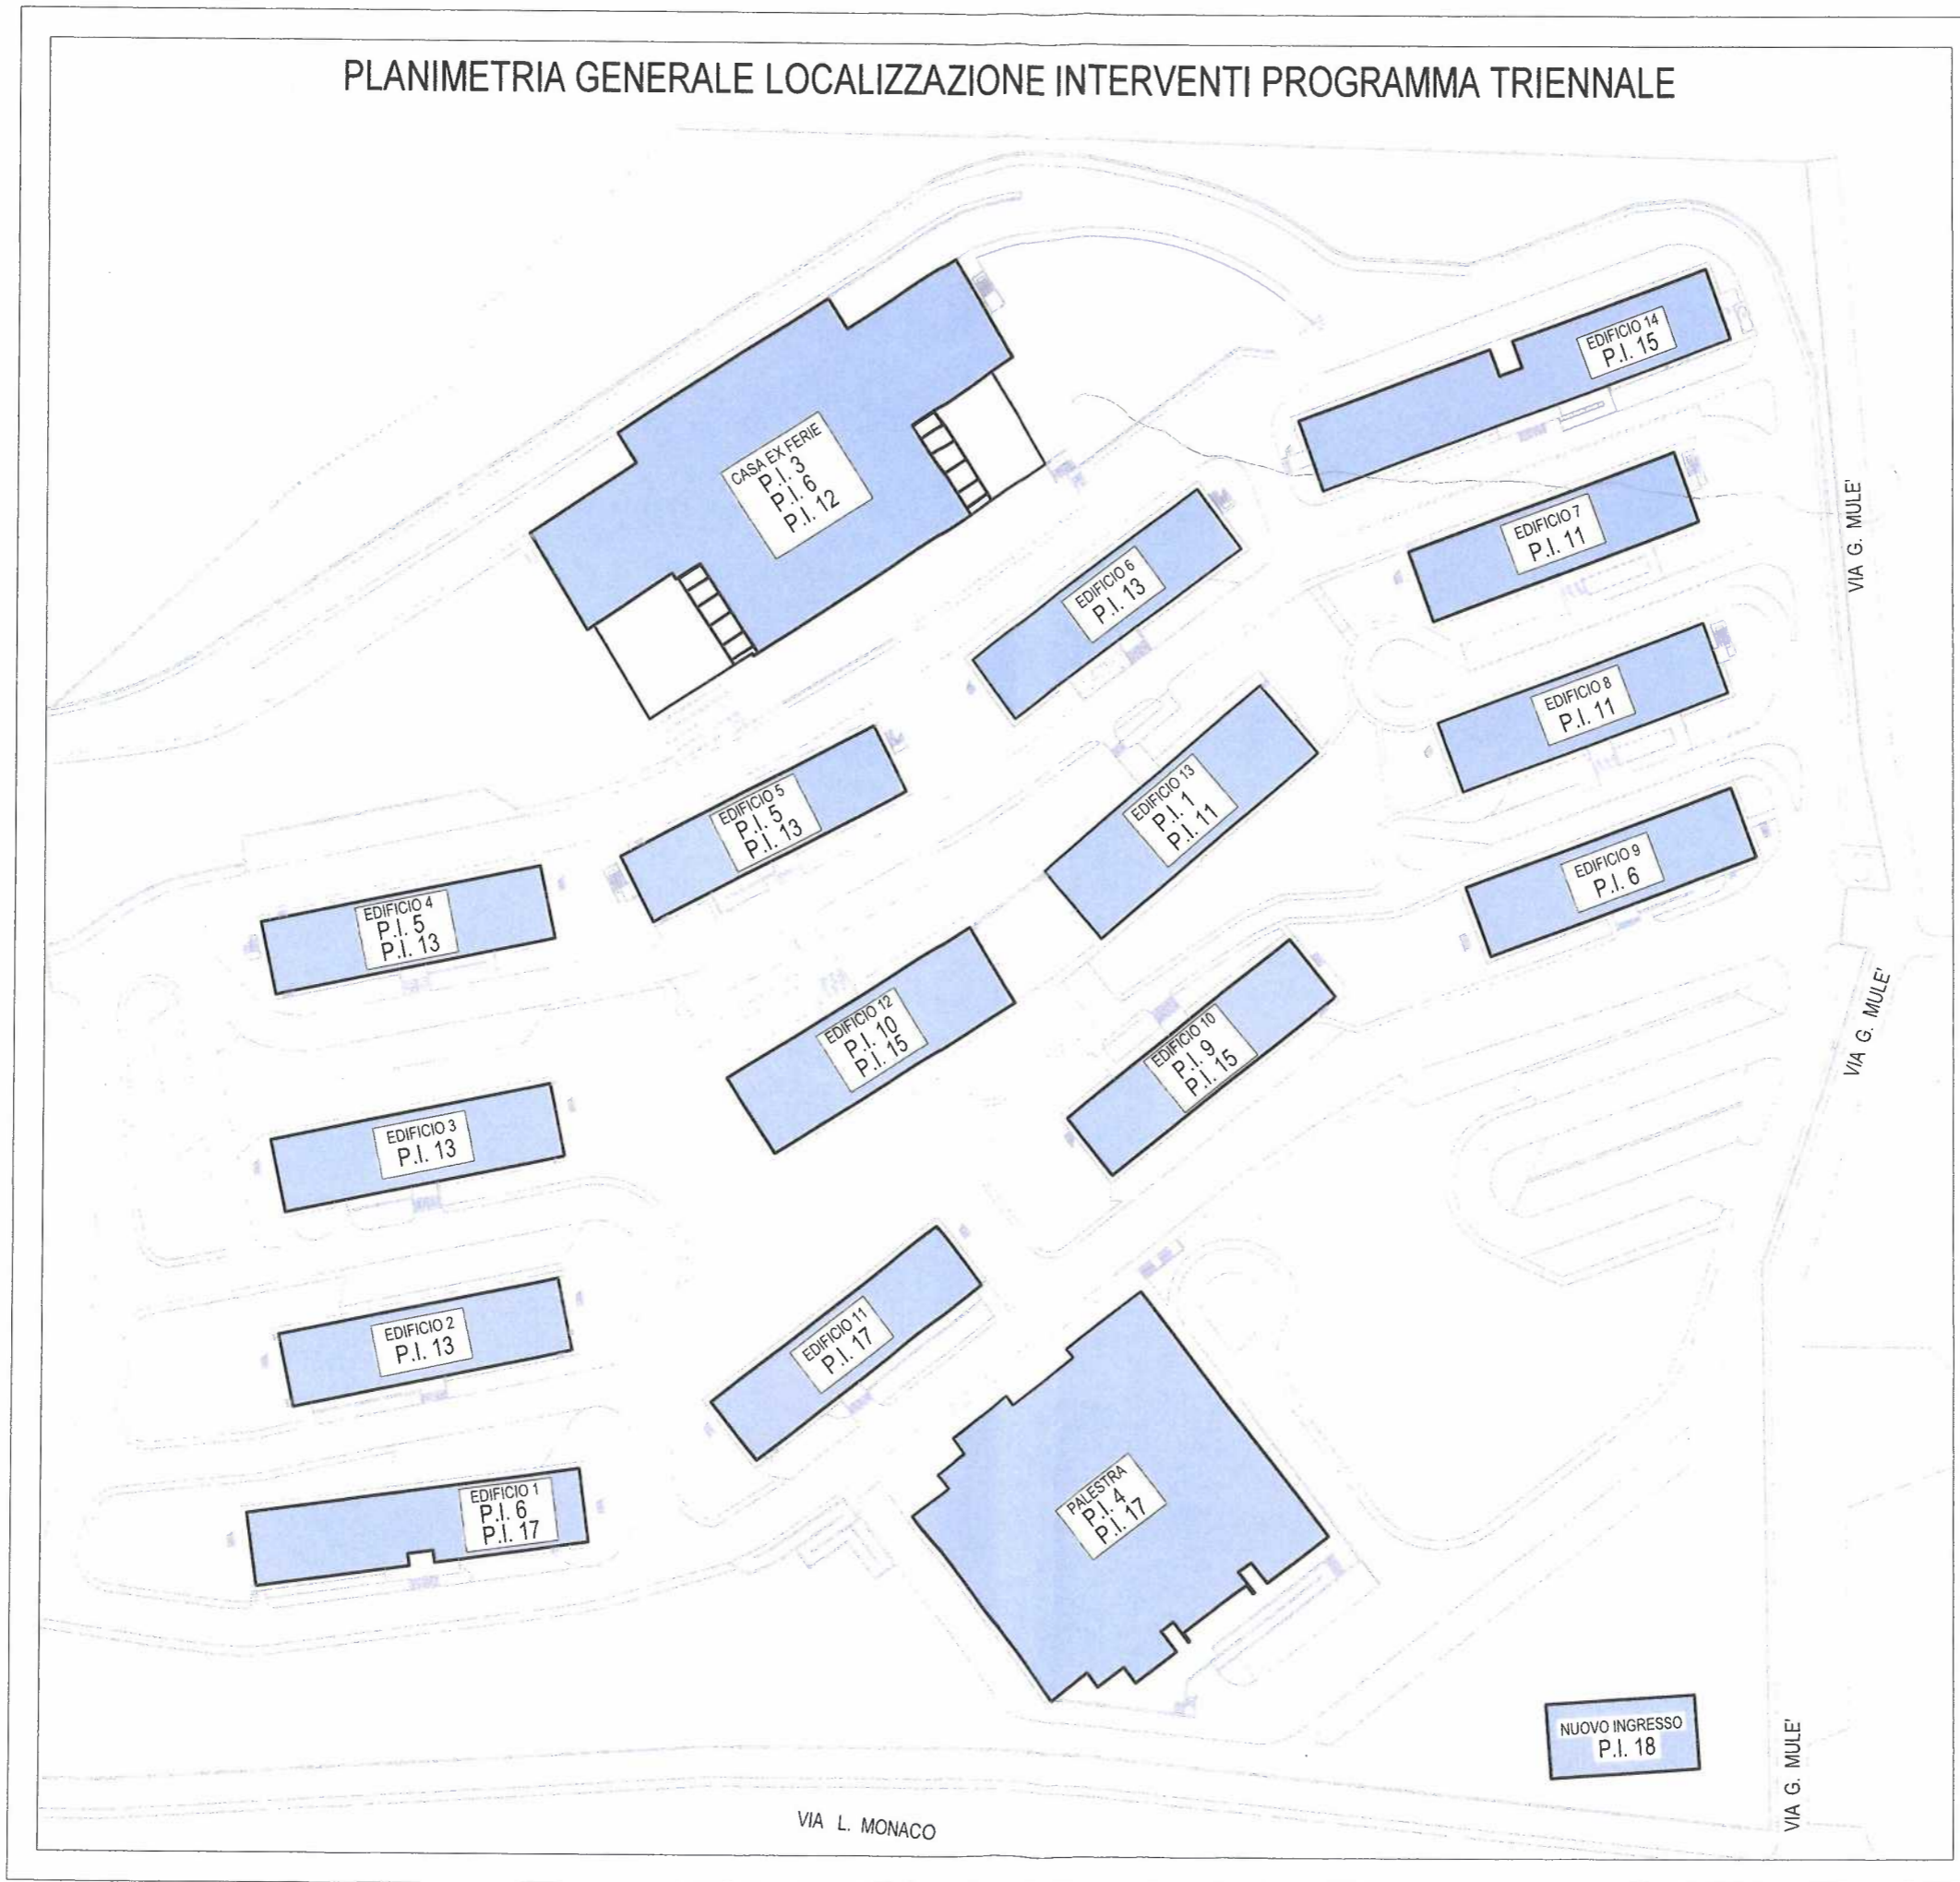 PLANIMETRIA GENERALE LOCALIZZAZIONE INTERVENTI PROGRAMMA TRIENNALE
EDIFICIO 14
P.I. 15
CASA EX FERIE
P.I. 3
P.I. 6
P.I. 12
EDIFICIO 7
P.I. 11
VIA G. MULE'
EDIFICIO 6
P.I. 13
EDIFICIO 8
P.I. 11
EDIFICIO 13
P.I. 1
P.I. 11
EDIFICIO 5
P.I. 5
P.I. 13
EDIFICIO 9
P.I. 6
EDIFICIO 4
P.I. 5
P.I. 13
EDIFICIO 12
P.I. 10
P.I. 15
EDIFICIO 10
P.I. 9
P.I. 15
VIA G. MULE'
EDIFICIO 3
P.I. 13
EDIFICIO 2
P.I. 13
EDIFICIO 11
P.I. 17
EDIFICIO 1
P.I. 6
P.I. 17
PALESTRA
P.I. 4
P.I. 17
NUOVO INGRESSO
P.I. 18
VIA G. MULE'
VIA L. MONACO